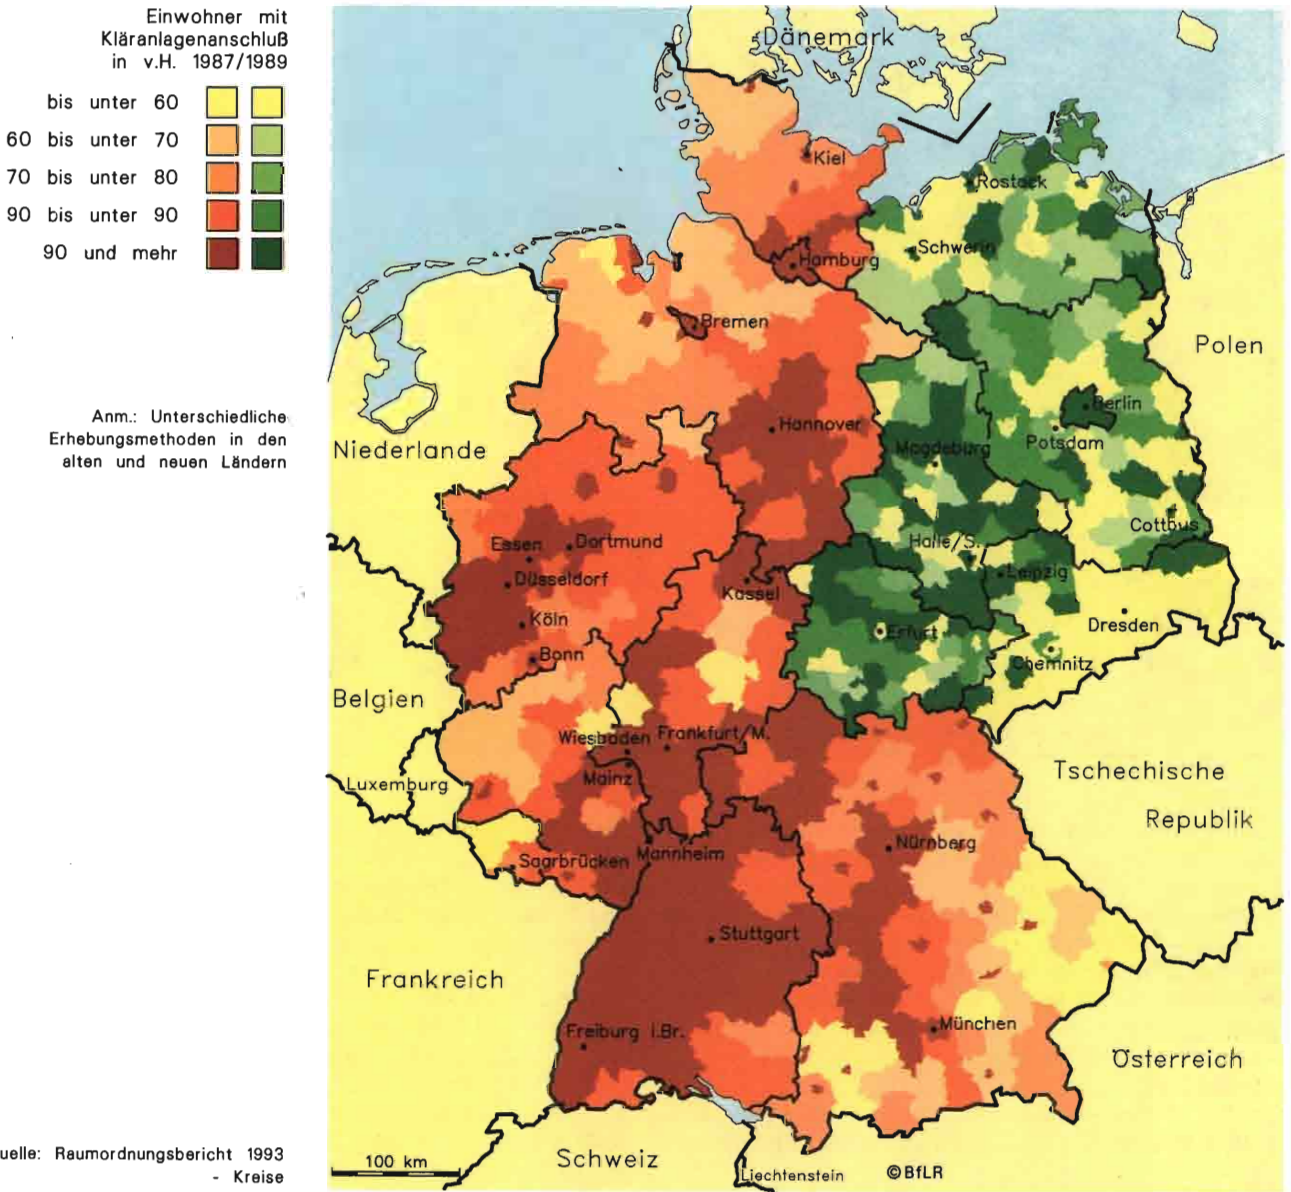 Einwohner mit
Kläranlagenanschluß
in v.H. 1987/1989
bis unter 60
60 bis unter 70
70 bis unter 80
90 bis unter 90
90 und mehr
Anm.: Unterschiedliche
Erhebungsmethoden in den
alten und neuen Ländern
uelle: Raumordnungsbericht 1993
- Kreise
Dänemark
Kiel
Rostock
Schwerin
Hamburg
Bremen
Polen
Berlin
Hannover
Potsdam
Niederlande
Magdeburg
Cottbus
Essen
Dortmund
Halle/S.
Leipzig
Düsseldorf
Kassel
Köln
Dresden
Erfurt
Bonn
Chemnitz
Belgien
Wiesbaden
Frankfurt/M.
Tschechische
Republik
Luxemburg
Mainz
Nürnberg
Saarbrücken
Mannheim
Stuttgart
Frankreich
München
Freiburg i.Br.
Österreich
Schweiz
100 km
Liechtenstein
©BfLR